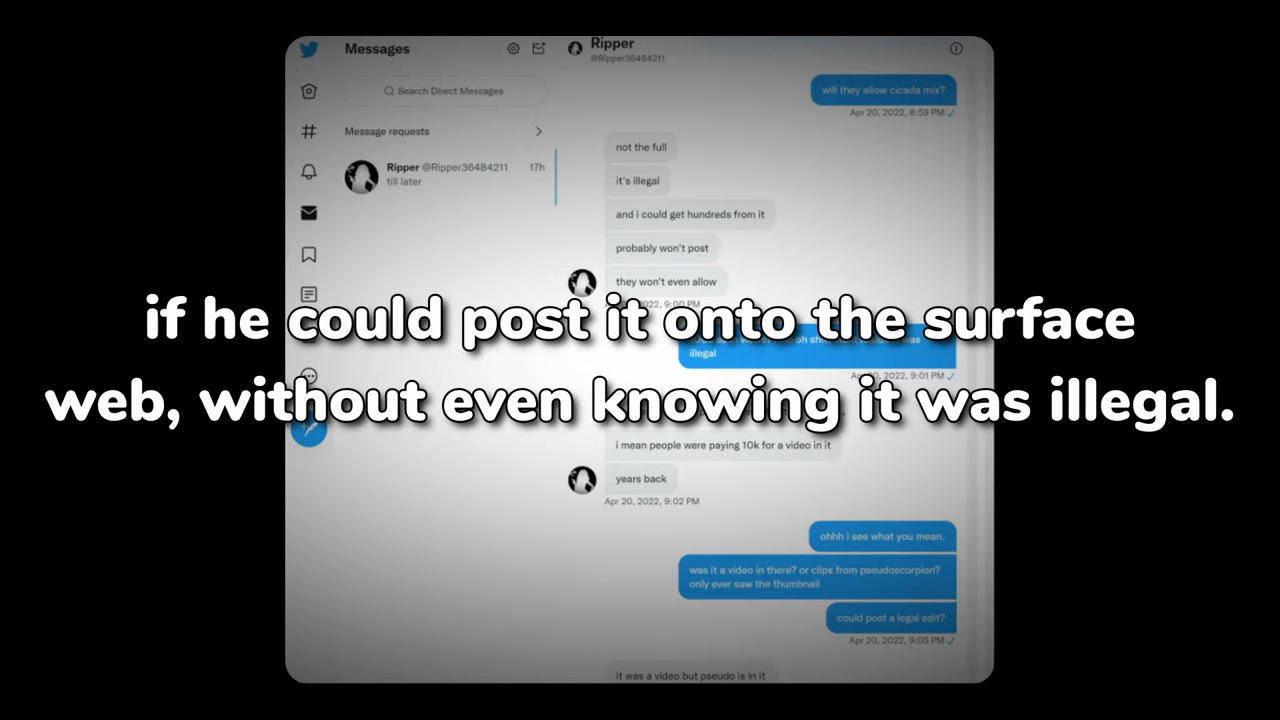 Messages
Search Direct Messages
Message requests
Ripper @Ripper36484211 17h
till later
Ripper
@Ripper36484211
will they allow cicada mix?
Apr 20, 2022, 8:59 PM
not the full
it's illegal
and i could get hundreds from it
probably won't post
they won't even allow
2022, 9:00 PM
if he could post it onto the surface
illegal
9:01 PM
web, without even knowing it was illegal.
i mean people were paying 10k for a video in it
years back
Apr 20, 2022, 9:02 PM
ohhh i see what you mean.
was it a video in there? or clips from pseudoscorpion?
only ever saw the thumbnail
could post a legal edit?
Apr 20, 2022, 9:05 PM
it was a video but pseudo is in it